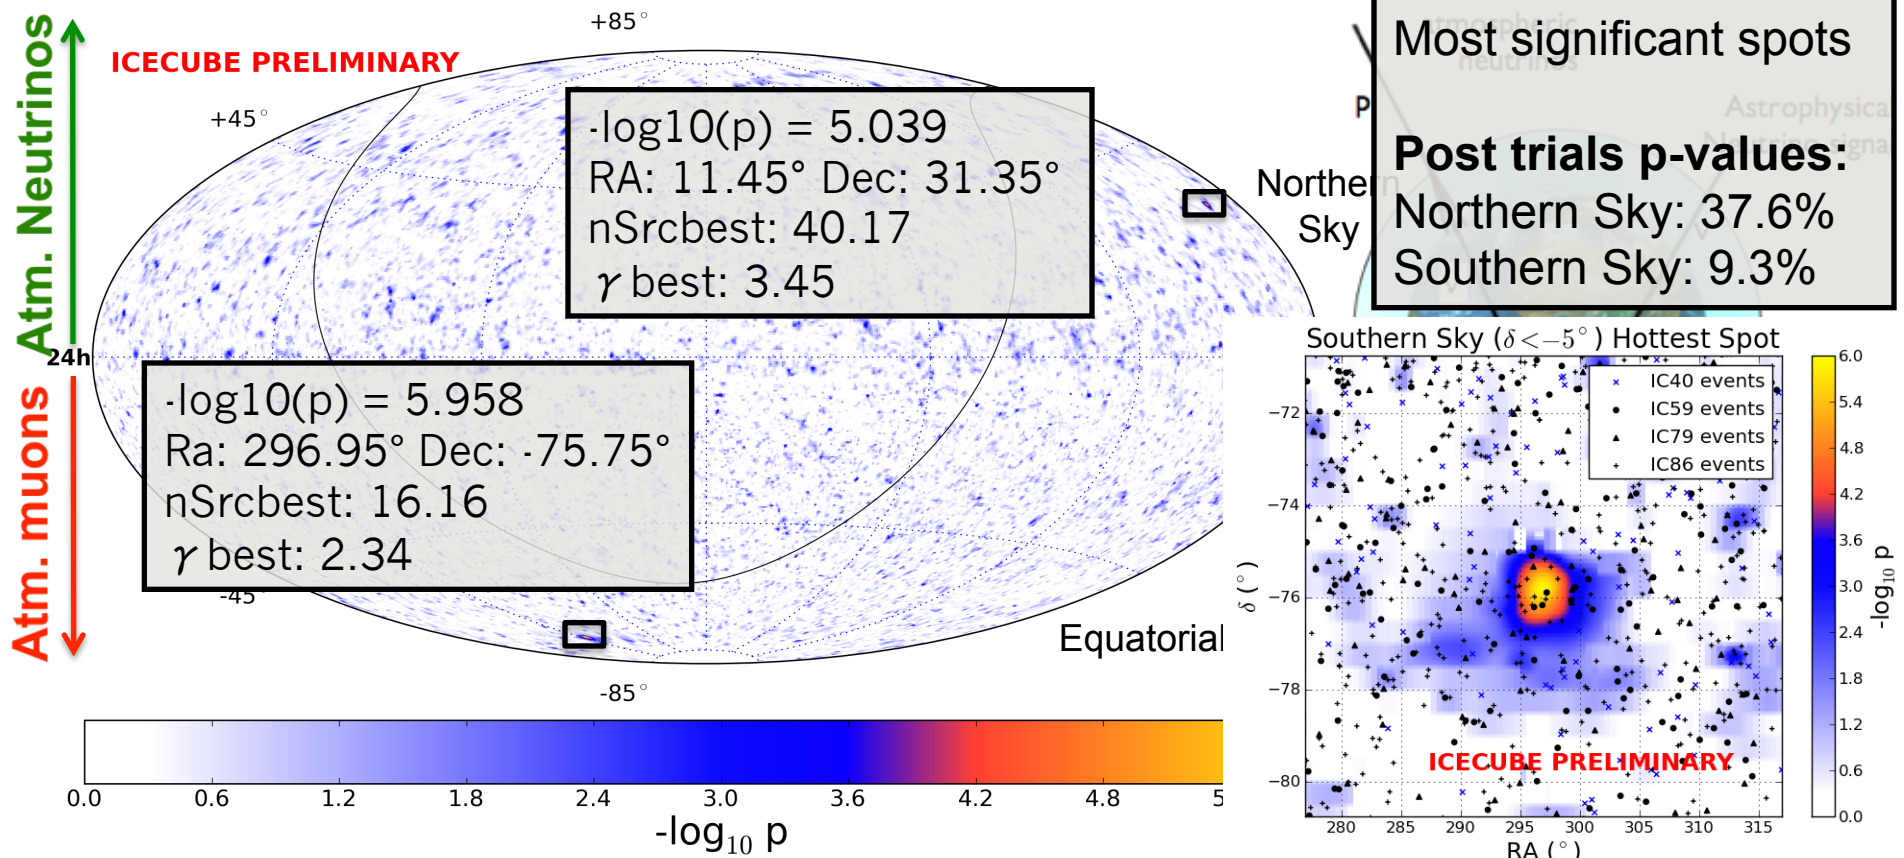 Atm. Neutrinos
Atm. muons
ICECUBE PRELIMINARY
+85°
+45°
24h
-45
-85°
-log10(p) = 5.039
RA: 11.45° Dec: 31.35°
nSrcbest: 40.17
γ best: 3.45
-log10(p) = 5.958
Ra: 296.95° Dec: -75.75°
nSrcbest: 16.16
γ best: 2.34
Northern
Sky
Equatorial
0.0 0.6 1.2 1.8 2.4 3.0 3.6 4.2 4.8 5
-log₁₀ p
atmospheric
neutrinos
P
Astrophysica
Neutrino signa
Most significant spots
Post trials p-values:
Northern Sky: 37.6%
Southern Sky: 9.3%
Southern Sky (δ<−5°) Hottest Spot
IC40 events
IC59 events
IC79 events
IC86 events
−72
−74
−76
−78
−80
δ (°)
ICECUBE PRELIMINARY
280 285 290 295 300 305 310 315
RA (°)
6.0
5.4
4.8
4.2
3.6
3.0
2.4
1.8
1.2
0.6
0.0
-log₁₀ p